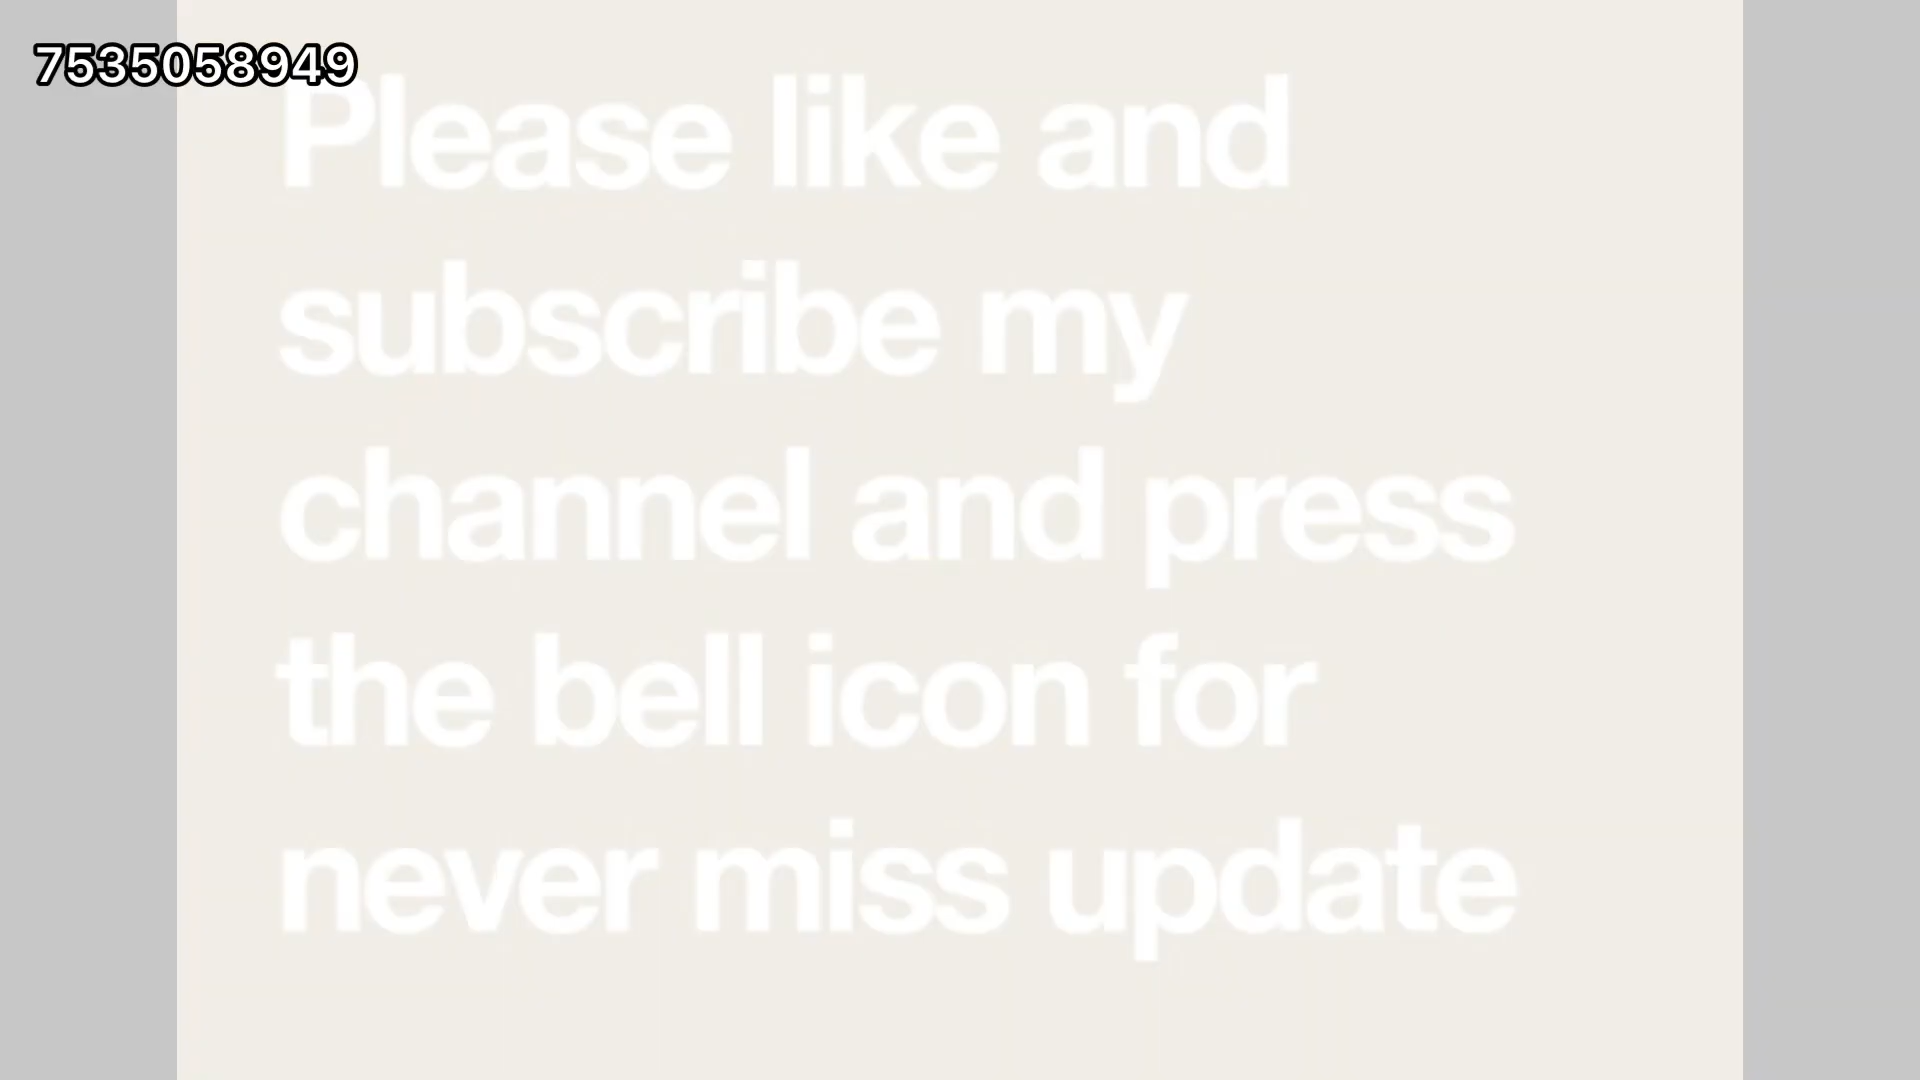 7535058949
Please like and
subscribe my
channel and press
the bell icon for
never miss update